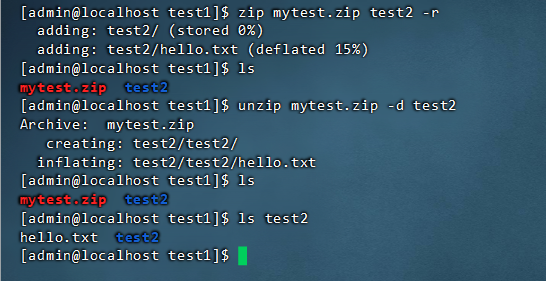 [admin@localhost test1]$ zip mytest.zip test2 -r
  adding: test2/ (stored 0%)
  adding: test2/hello.txt (deflated 15%)
[admin@localhost test1]$ ls
mytest.zip  test2
[admin@localhost test1]$ unzip mytest.zip -d test2
Archive:  mytest.zip
   creating: test2/test2/
  inflating: test2/test2/hello.txt
[admin@localhost test1]$ ls
mytest.zip  test2
[admin@localhost test1]$ ls test2
hello.txt  test2
[admin@localhost test1]$